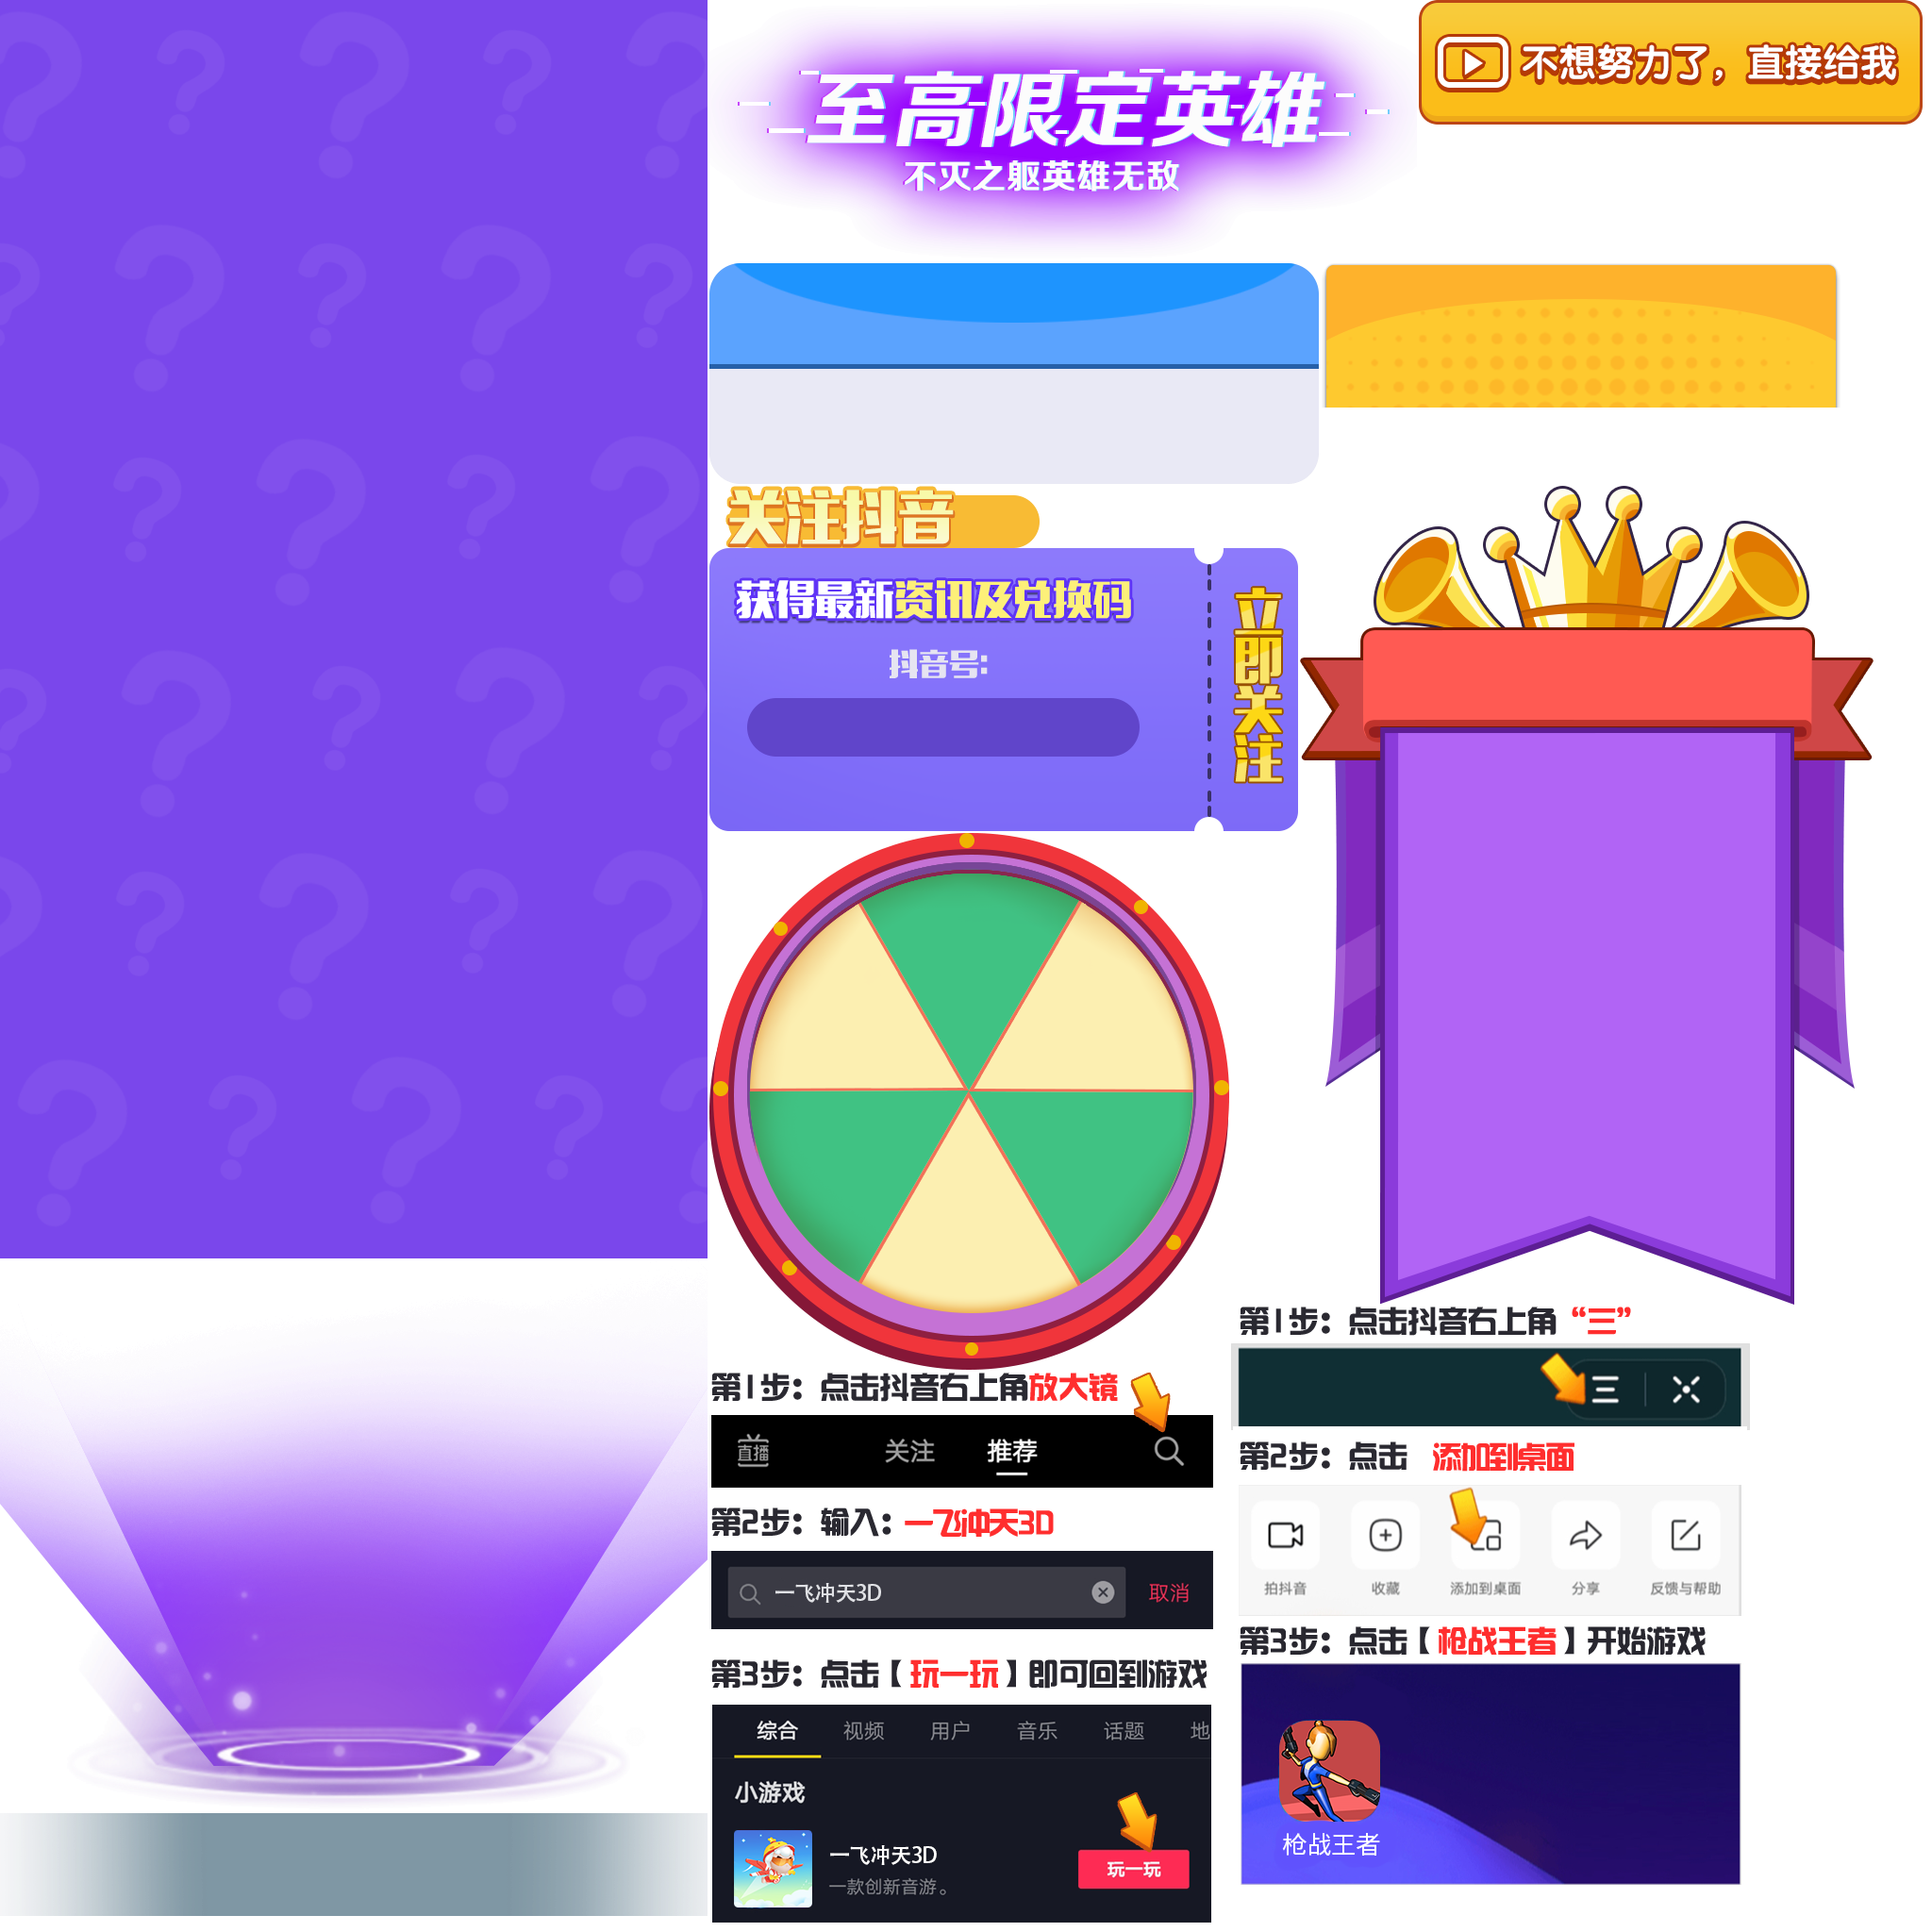 至高限定英雄
不灭之躯英雄无敌
不想努力了，直接给我
关注抖音
获得最新资讯及兑换码
抖音号:
立即关注
第1步：点击抖音右上角放大镜
直播 关注 推荐
第2步：输入：一飞冲天3D
一飞冲天3D 取消
第3步：点击【玩一玩】即可回到游戏
综合 视频 用户 音乐 话题 地
小游戏
一飞冲天3D
一款创新音游。
玩一玩
第1步：点击抖音右上角“三”
第2步：点击 添加到桌面
拍抖音 收藏 添加到桌面 分享 反馈与帮助
第3步：点击【枪战王者】开始游戏
枪战王者